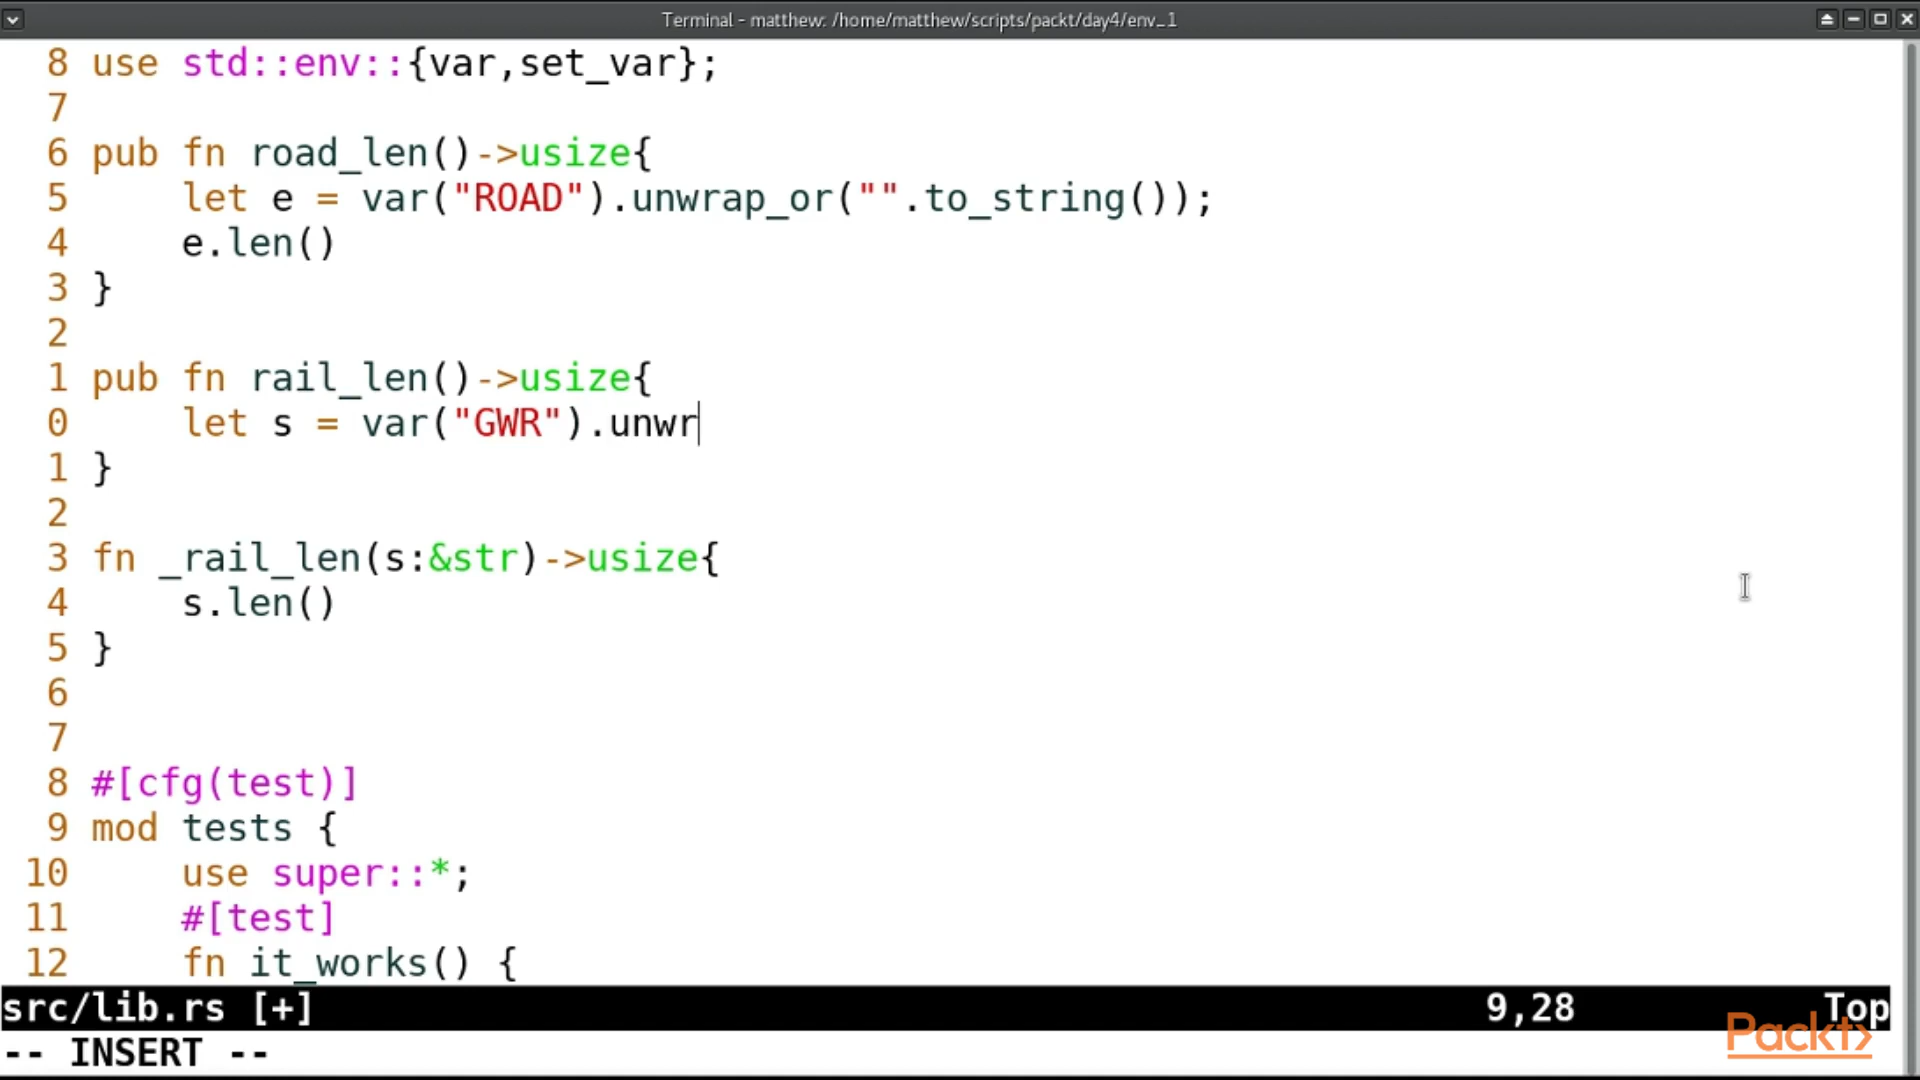 Terminal - matthew: /home/matthew/scripts/packt/day4/env_1
8 use std::env::{var,set_var};
7
6 pub fn road_len()->usize{
5     let e = var("ROAD").unwrap_or("".to_string());
4     e.len()
3 }
2
1 pub fn rail_len()->usize{
0     let s = var("GWR").unwr
1 }
2
3 fn _rail_len(s:&str)->usize{
4     s.len()
5 }
6
7
8 #[cfg(test)]
9 mod tests {
10     use super::*;
11     #[test]
12     fn it_works() {
src/lib.rs [+] 9,28 Top
-- INSERT --
Packt>